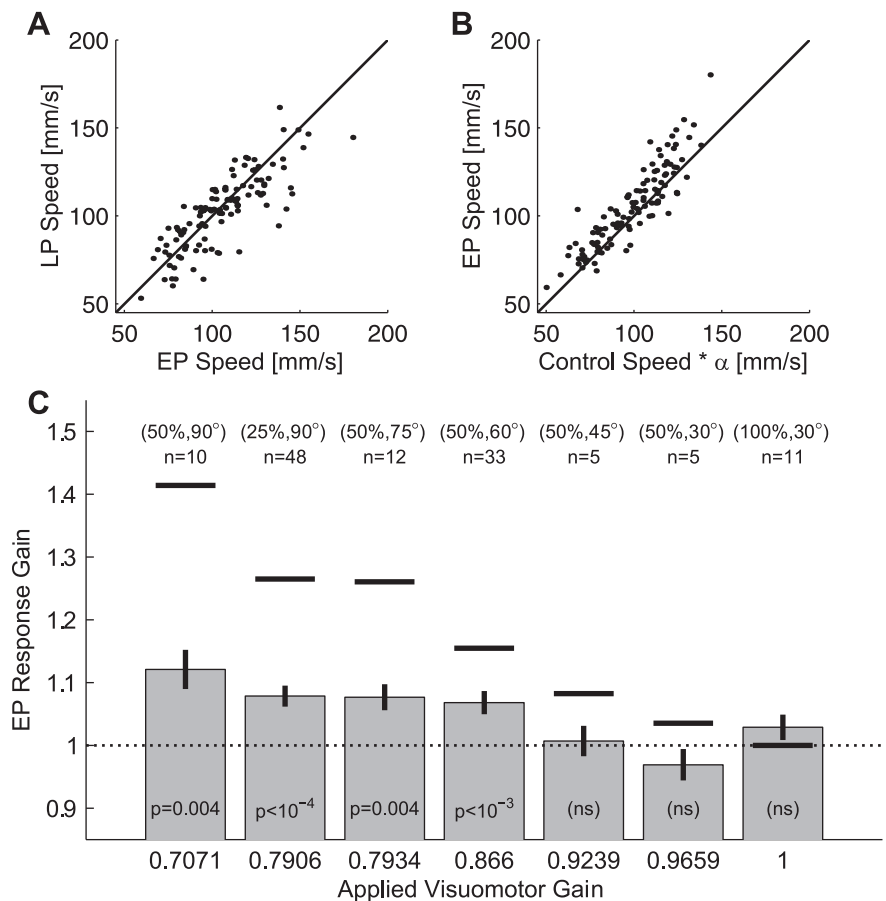 A
200
150
100
50
LP Speed [mm/s]
50 100 150 200
EP Speed [mm/s]
B
200
150
100
50
EP Speed [mm/s]
50 100 150 200
Control Speed * α [mm/s]
C
1.5
1.4
1.3
1.2
1.1
1
0.9
EP Response Gain
(50%,90°) (25%,90°) (50%,75°) (50%,60°) (50%,45°) (50%,30°) (100%,30°)
n=10 n=48 n=12 n=33 n=5 n=5 n=11
p=0.004 p<10⁻⁴ p=0.004 p<10⁻³ (ns) (ns) (ns)
0.7071 0.7906 0.7934 0.866 0.9239 0.9659 1
Applied Visuomotor Gain